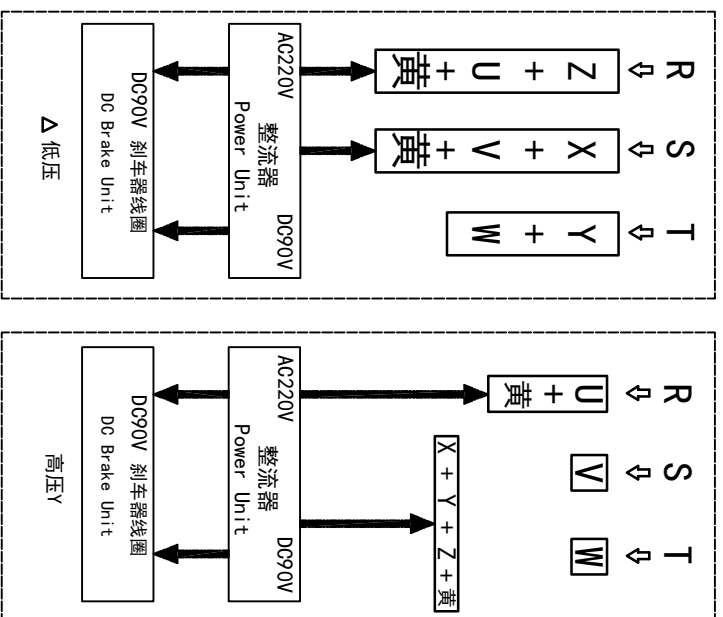 R S T
Z + U + 黄
X + V + 黄
Y + W
AC220V 整流器 DC90V
Power Unit
DC90V 刹车器线圈
DC Brake Unit
Δ 低压
R S T
U + 黄
V
W
X + Y + Z + 黄
AC220V 整流器 DC90V
Power Unit
DC90V 刹车器线圈
DC Brake Unit
高压Y